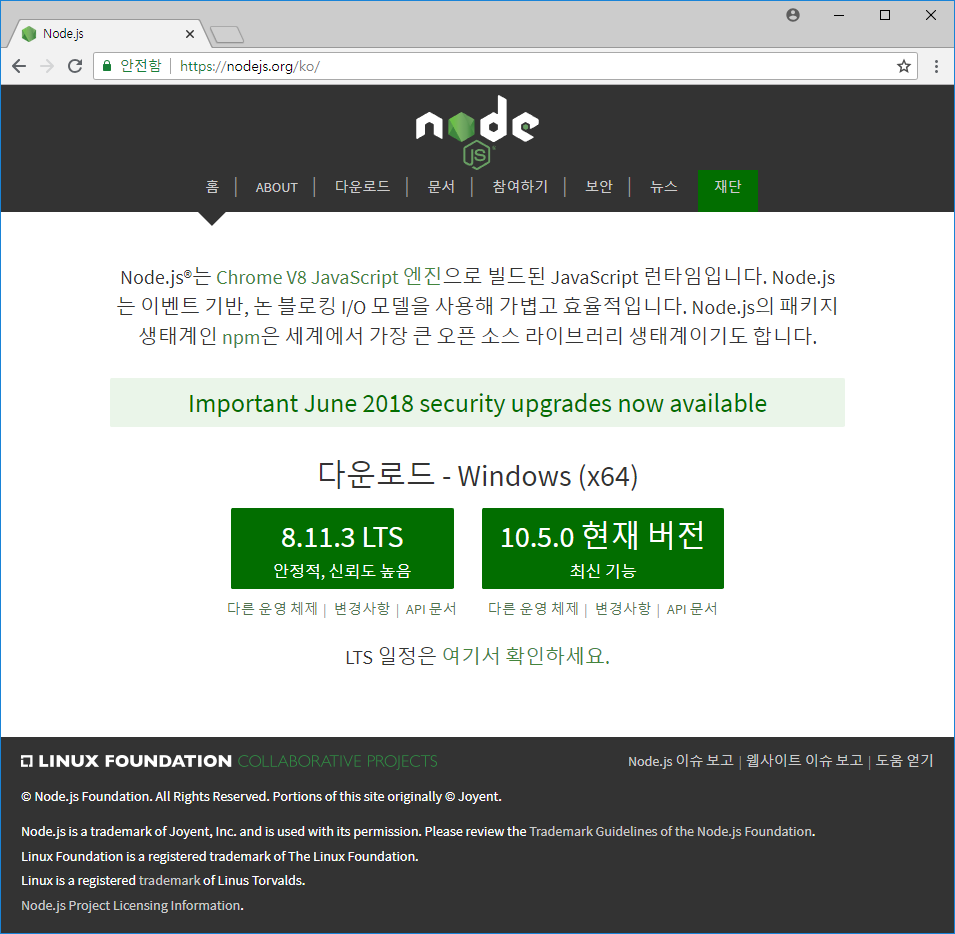 Node.js
안전함 | https://nodejs.org/ko/
node
JS
홈 | ABOUT | 다운로드 | 문서 | 참여하기 | 보안 | 뉴스 재단
Node.js®는 Chrome V8 JavaScript 엔진으로 빌드된 JavaScript 런타임입니다. Node.js
는 이벤트 기반, 논 블로킹 I/O 모델을 사용해 가볍고 효율적입니다. Node.js의 패키지
생태계인 npm은 세계에서 가장 큰 오픈 소스 라이브러리 생태계이기도 합니다.
Important June 2018 security upgrades now available
다운로드 - Windows (x64)
8.11.3 LTS
안정적, 신뢰도 높음
10.5.0 현재 버전
최신 기능
다른 운영 체제 | 변경사항 | API 문서
다른 운영 체제 | 변경사항 | API 문서
LTS 일정은 여기서 확인하세요.
LINUX FOUNDATION COLLABORATIVE PROJECTS
Node.js 이슈 보고 | 웹사이트 이슈 보고 | 도움 얻기
© Node.js Foundation. All Rights Reserved. Portions of this site originally © Joyent.
Node.js is a trademark of Joyent, Inc. and is used with its permission. Please review the Trademark Guidelines of the Node.js Foundation.
Linux Foundation is a registered trademark of The Linux Foundation.
Linux is a registered trademark of Linus Torvalds.
Node.js Project Licensing Information.